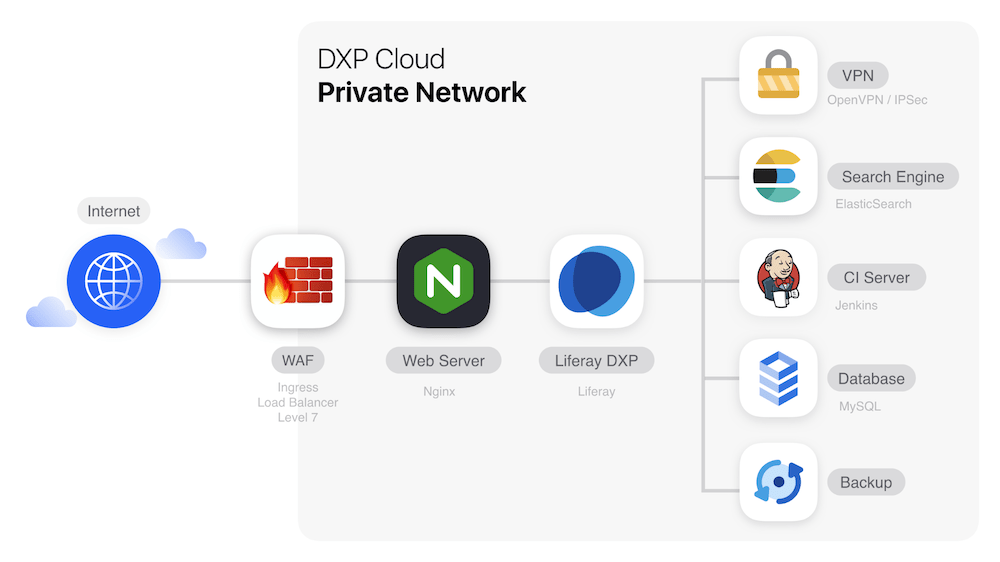 DXP Cloud
Private Network
Internet
WAF
Ingress
Load Balancer
Level 7
N
Web Server
Nginx
Liferay DXP
Liferay
VPN
OpenVPN / IPSec
Search Engine
ElasticSearch
CI Server
Jenkins
Database
MySQL
Backup